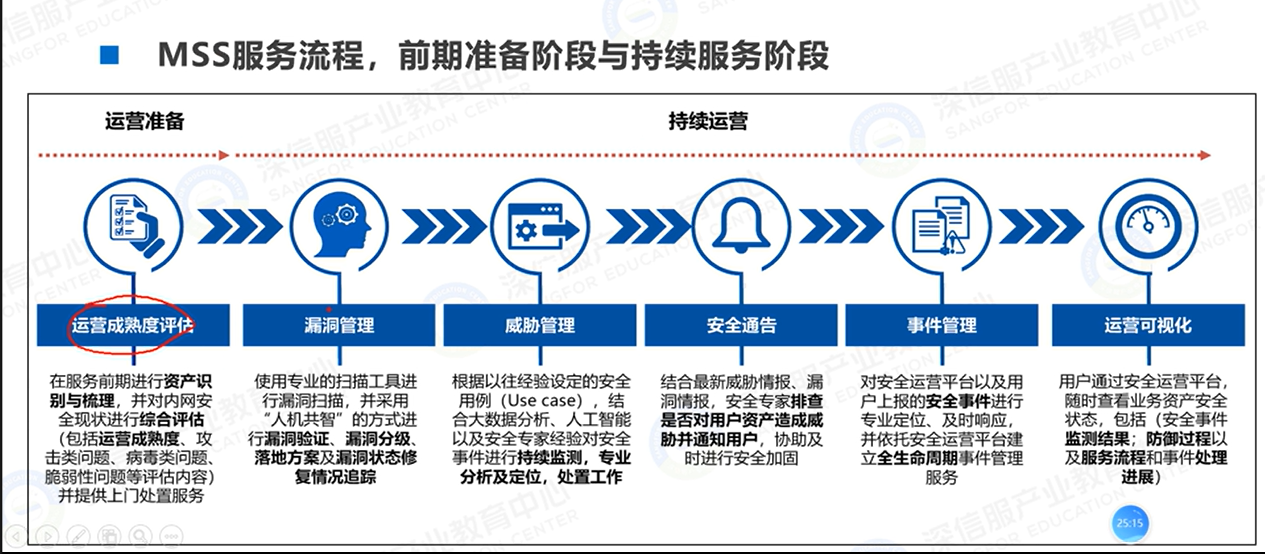 MSS服务流程，前期准备阶段与持续服务阶段
运营准备
持续运营
运营成熟度评估
漏洞管理
威胁管理
安全通告
事件管理
运营可视化
在服务前期进行资产识
别与梳理，并对内网安
全现状进行综合评估
（包括运营成熟度、攻
击类问题、病毒类问题、
脆弱性问题等评估内容）
并提供上门处置服务
使用专业的扫描工具进
行漏洞扫描，并采用
“人机共智”的方式进
行漏洞验证、漏洞分级、
落地方案及漏洞状态修
复情况追踪
根据以往经验设定的安全
用例（Use case），结
合大数据分析、人工智能
以及安全专家经验对安全
事件进行持续监测，专业
分析及定位，处置工作
结合最新威胁情报、漏
洞情报，安全专家排查
是否对用户资产造成威
胁并通知用户，协助及
时进行安全加固
对安全运营平台以及用
户上报的安全事件进行
专业定位、及时响应，
并依托安全运营平台建
立全生命周期事件管理
服务
用户通过安全运营平台，
随时查看业务资产安全
状态，包括（安全事件
监测结果；防御过程以
及服务流程和事件处理
进展）
25:15
深信服产业教育中心
SANGFOR EDUCATION CENTER